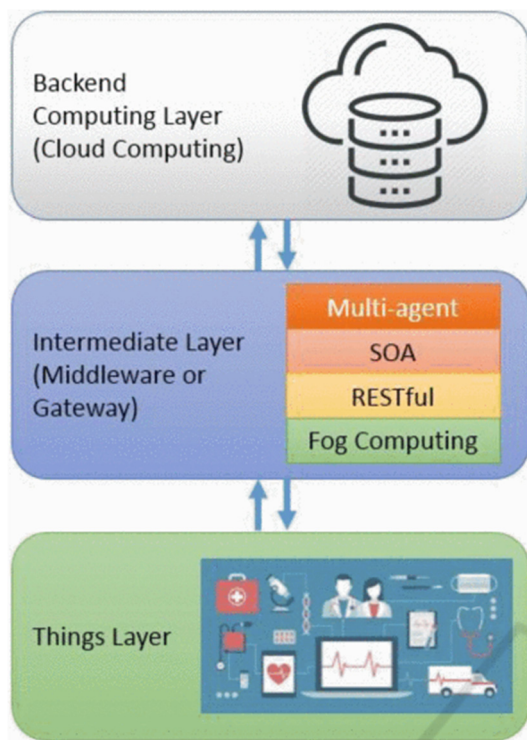 Backend
Computing Layer
(Cloud Computing)
Intermediate Layer
(Middleware or
Gateway)
Multi-agent
SOA
RESTful
Fog Computing
Things Layer